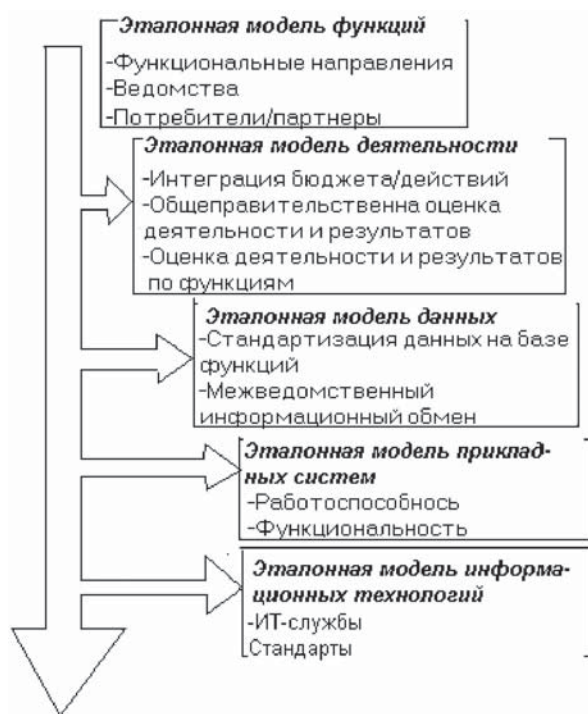 Эталонная модель функций
-Функциональные направления
-Ведомства
-Потребители/партнеры
Эталонная модель деятельности
-Интеграция бюджета/действий
-Общеправительственна оценка
деятельности и результатов
-Оценка деятельности и результатов
по функциям
Эталонная модель данных
-Стандартизация данных на базе
функций
-Межведомственный
информационный обмен
Эталонная модель приклад-
ных систем
-Работоспособнось
-Функциональность
Эталонная модель информа-
ционных технологий
-ИТ-службы
Стандарты